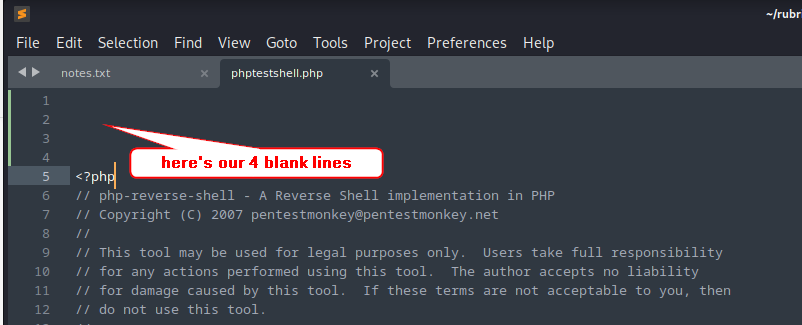 ~/rubri
File Edit Selection Find View Goto Tools Project Preferences Help
notes.txt × phptestshell.php ×
1
2
3
here's our 4 blank lines
4
5 <?php
6 // php-reverse-shell - A Reverse Shell implementation in PHP
7 // Copyright (C) 2007 pentestmonkey@pentestmonkey.net
8 //
9 // This tool may be used for legal purposes only.  Users take full responsibility
10 // for any actions performed using this tool.  The author accepts no liability
11 // for damage caused by this tool.  If these terms are not acceptable to you, then
12 // do not use this tool.